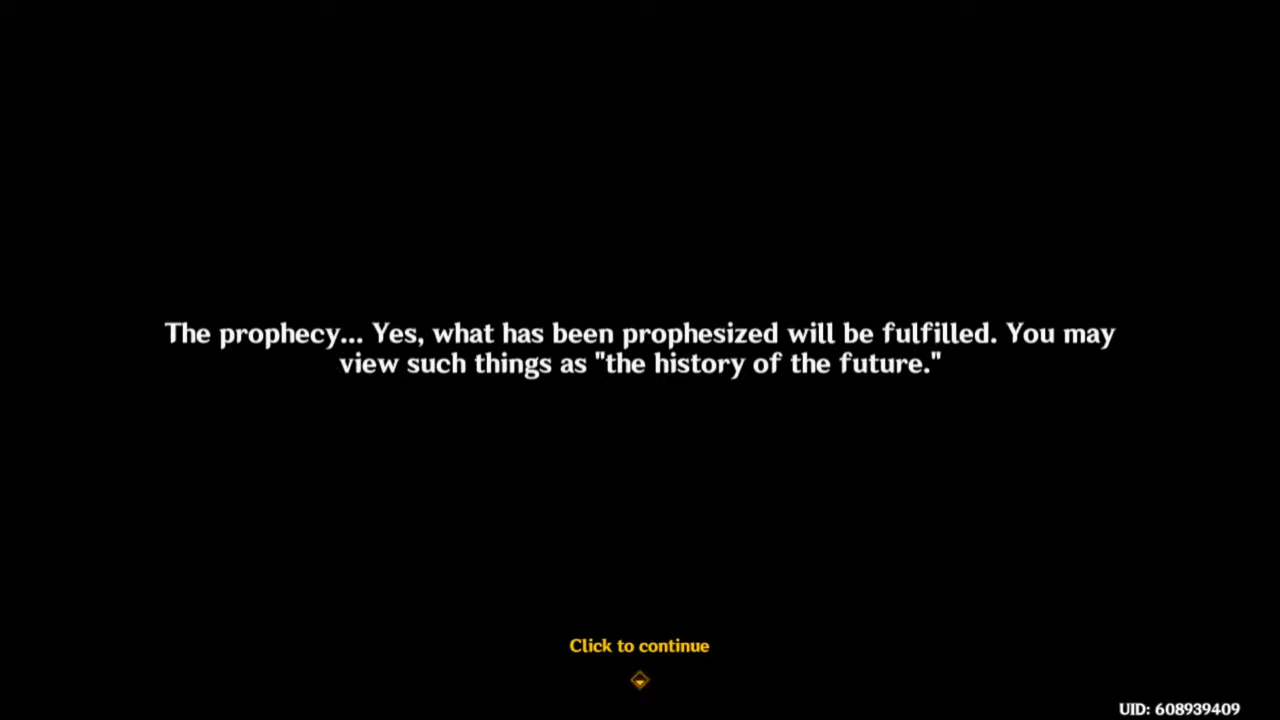 The prophecy... Yes, what has been prophesized will be fulfilled. You may
view such things as "the history of the future."
Click to continue
UID: 608939409